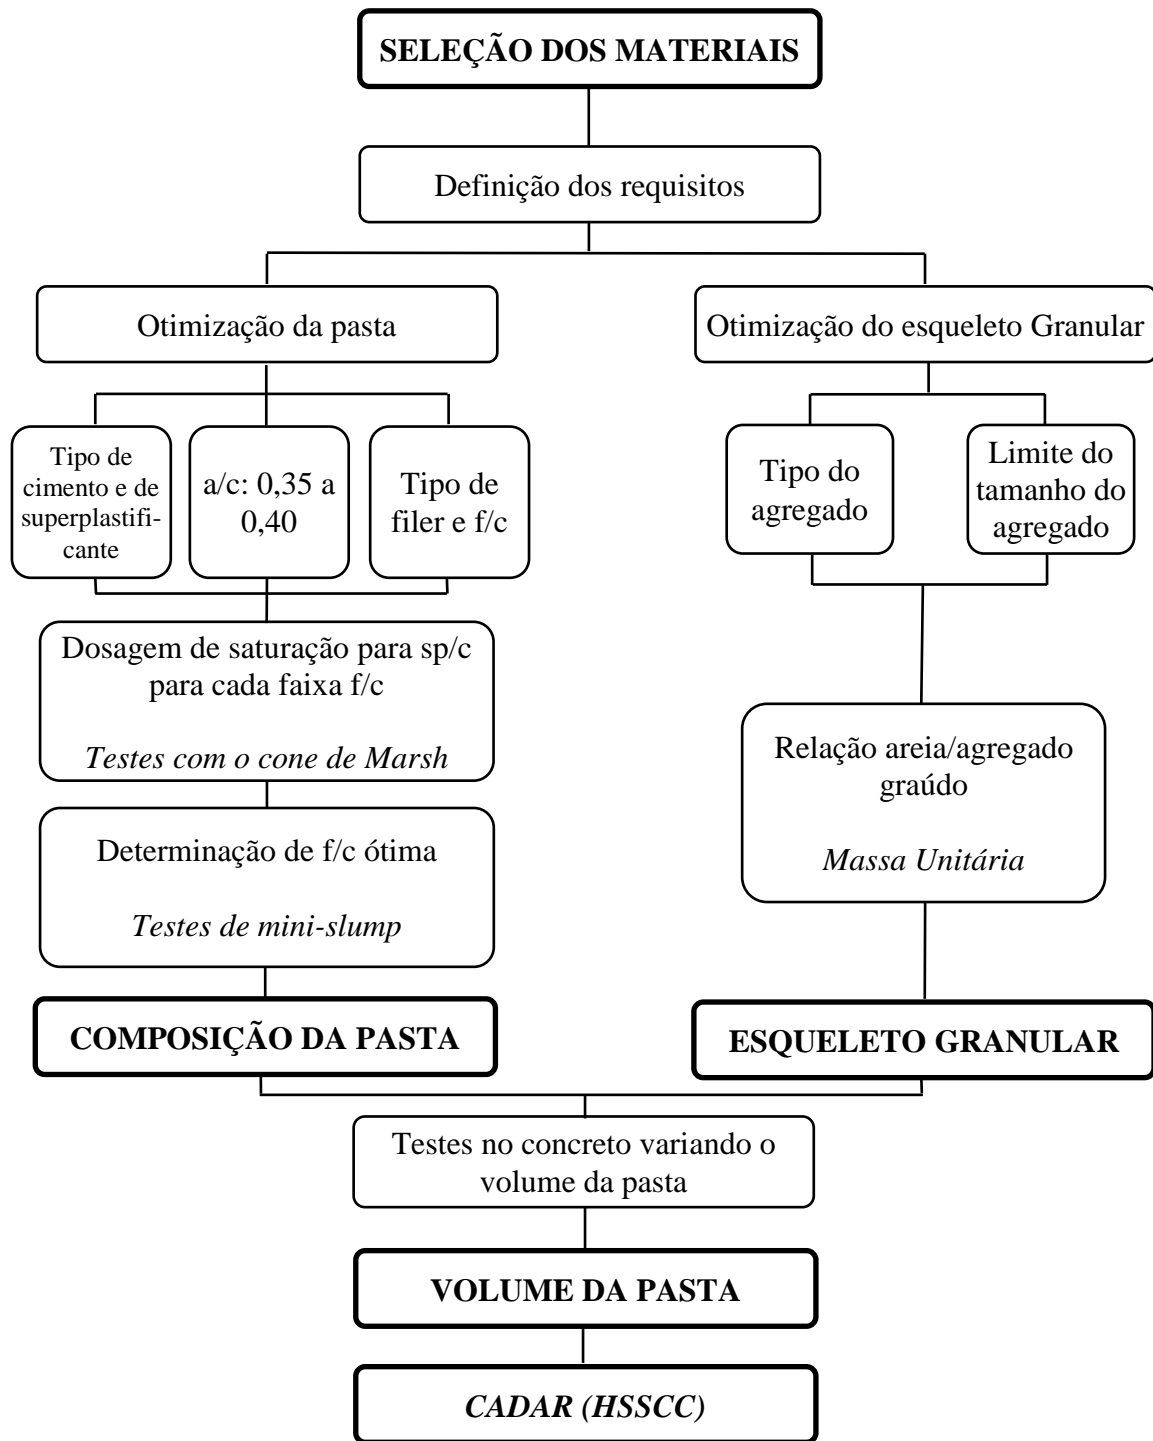 SELEÇÃO DOS MATERIAIS
Definição dos requisitos
Otimização da pasta
Otimização do esqueleto Granular
Tipo de
cimento e de
superplastifi-
cante
a/c: 0,35 a
0,40
Tipo de
filer e f/c
Tipo do
agregado
Limite do
tamanho do
agregado
Dosagem de saturação para sp/c
para cada faixa f/c
Testes com o cone de Marsh
Relação areia/agregado
graúdo
Massa Unitária
Determinação de f/c ótima
Testes de mini-slump
COMPOSIÇÃO DA PASTA
ESQUELETO GRANULAR
Testes no concreto variando o
volume da pasta
VOLUME DA PASTA
CADAR (HSSCC)